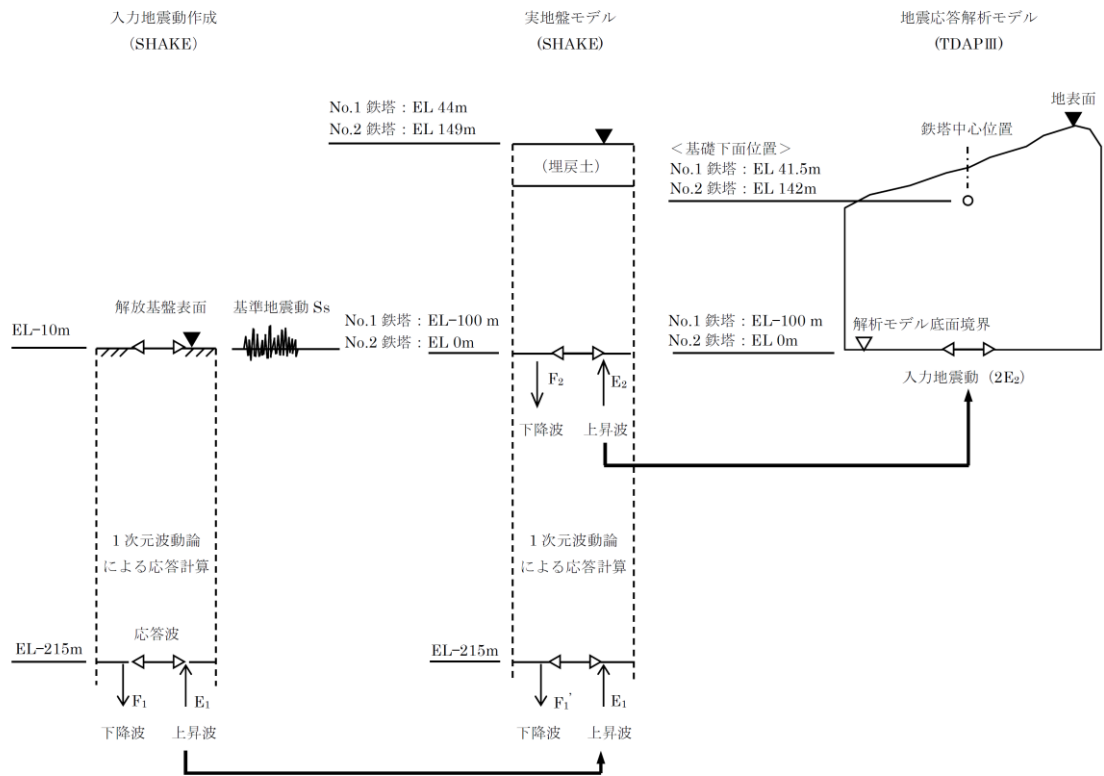 入力地震動作成
(SHAKE)
実地盤モデル
(SHAKE)
地震応答解析モデル
(TDAPⅢ)
No.1 鉄塔：EL 44m
No.2 鉄塔：EL 149m
(埋戻土)
地表面
鉄塔中心位置
＜基礎下面位置＞
No.1 鉄塔：EL 41.5m
No.2 鉄塔：EL 142m
解放基盤表面
基準地震動 Ss
EL-10m
No.1 鉄塔：EL-100 m
No.2 鉄塔：EL 0m
No.1 鉄塔：EL-100 m
No.2 鉄塔：EL 0m
解析モデル底面境界
入力地震動（2E₂）
F₂
E₂
下降波
上昇波
1 次元波動論
による応答計算
1 次元波動論
による応答計算
応答波
EL-215m
EL-215m
F₁
E₁
下降波
上昇波
F₁'
E₁
下降波
上昇波